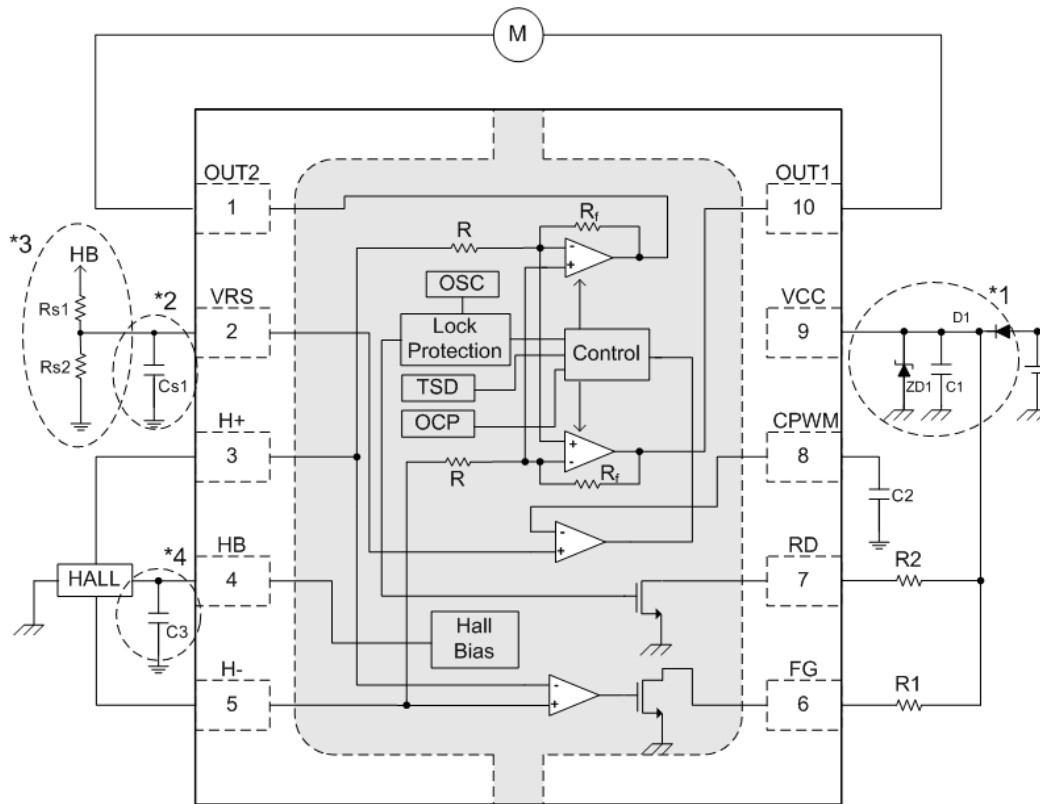 M
OUT2
1
OUT1
10
*3
HB
Rs1
Rs2
*2
Cs1
VRS
2
R
Rf
-
+
OSC
Lock
Protection
Control
TSD
OCP
VCC
9
*1
D1
ZD1
C1
H+
3
R
+
-
Rf
CPWM
8
C2
-
+
HB
4
*4
HALL
C3
RD
7
R2
Hall
Bias
H-
5
-
+
FG
6
R1